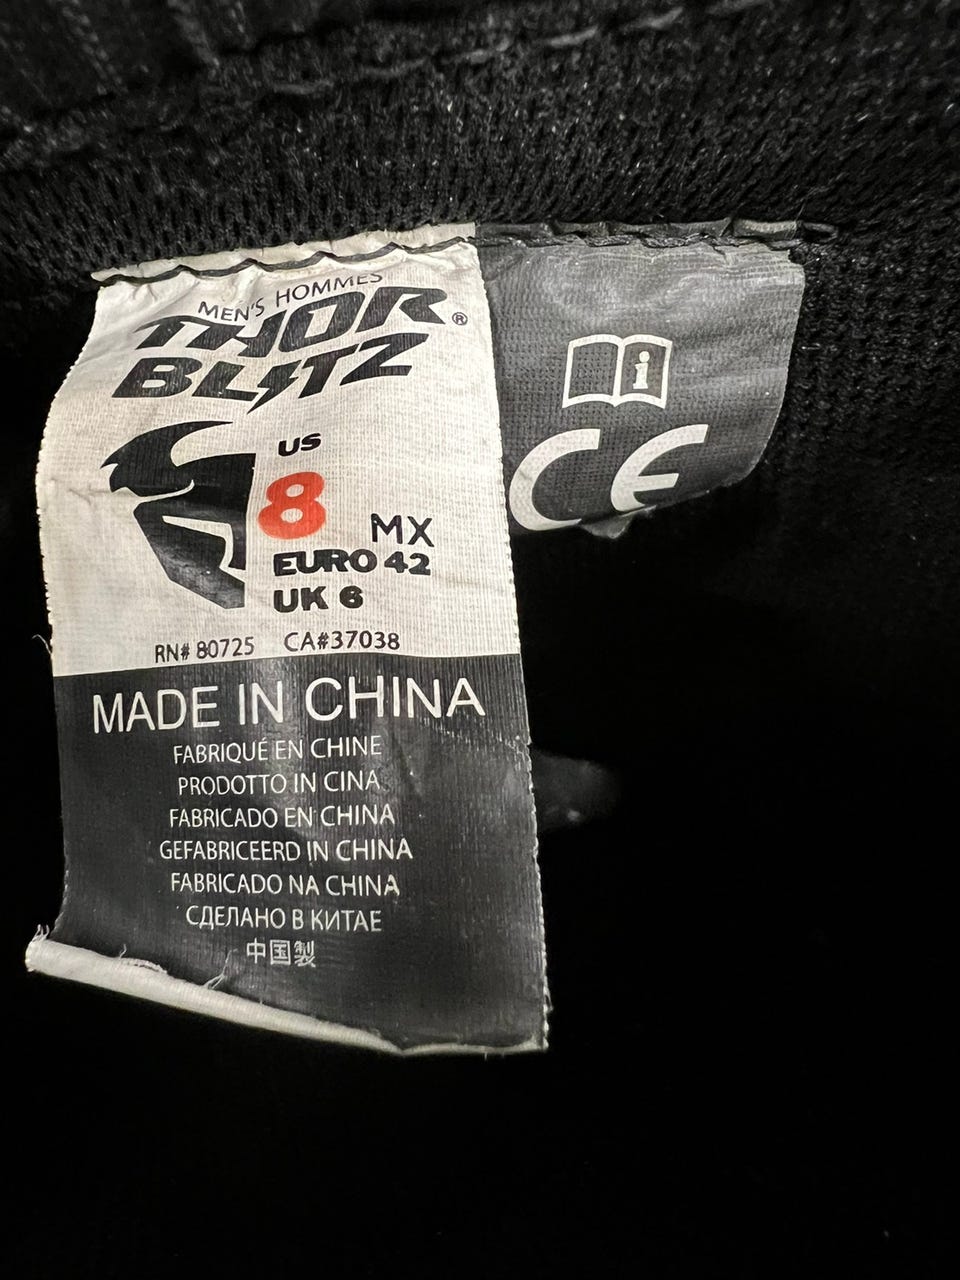 MEN'S HOMMES
THOR®
BLITZ
US
8
MX
EURO 42
UK 6
RN# 80725 CA#37038
MADE IN CHINA
FABRIQUÉ EN CHINE
PRODOTTO IN CINA
FABRICADO EN CHINA
GEFABRICEERD IN CHINA
FABRICADO NA CHINA
СДЕЛАНО В КИТАЕ
中国製
i
CE